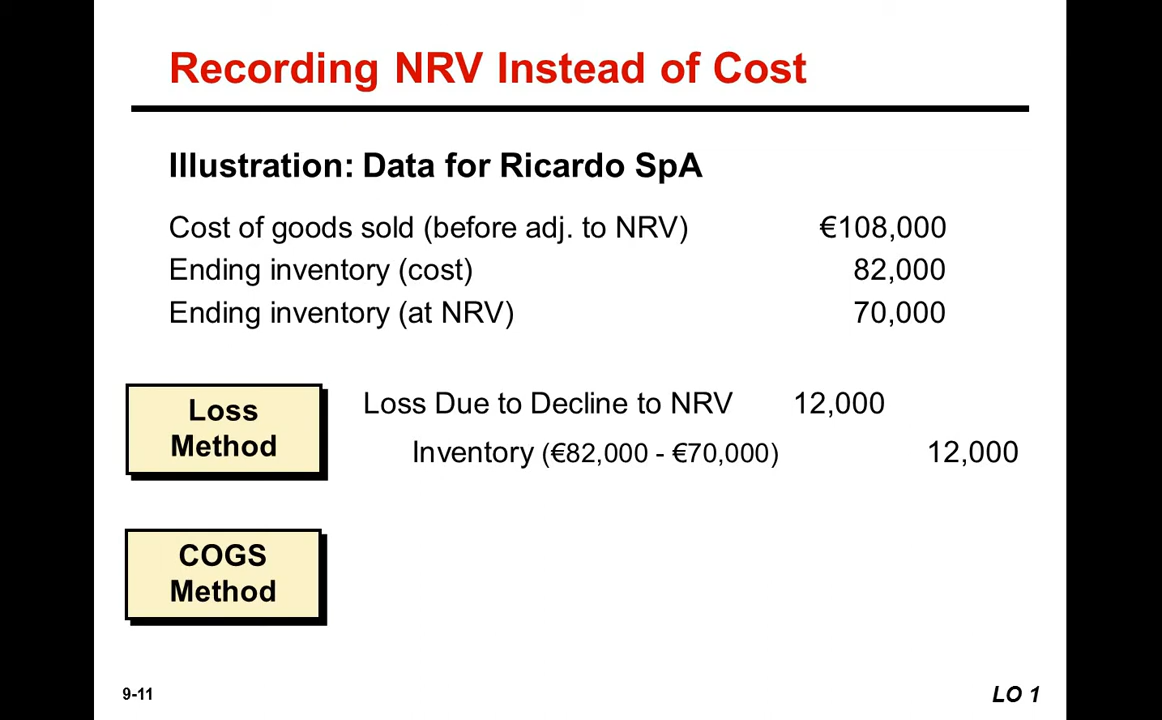 Recording NRV Instead of Cost
Illustration: Data for Ricardo SpA
Cost of goods sold (before adj. to NRV) €108,000
Ending inventory (cost) 82,000
Ending inventory (at NRV) 70,000
Loss
Method
Loss Due to Decline to NRV 12,000
Inventory (€82,000 - €70,000) 12,000
COGS
Method
9-11
LO 1